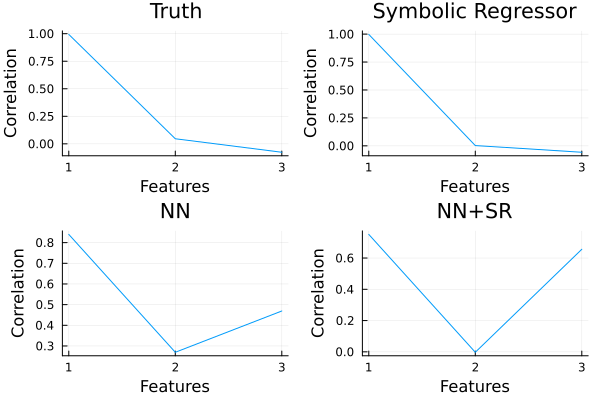 Truth
Correlation
1.00
0.75
0.50
0.25
0.00
1 2 3
Features
Symbolic Regressor
Correlation
1.00
0.75
0.50
0.25
0.00
1 2 3
Features
NN
Correlation
0.8
0.7
0.6
0.5
0.4
0.3
1 2 3
Features
NN+SR
Correlation
0.6
0.4
0.2
0.0
1 2 3
Features